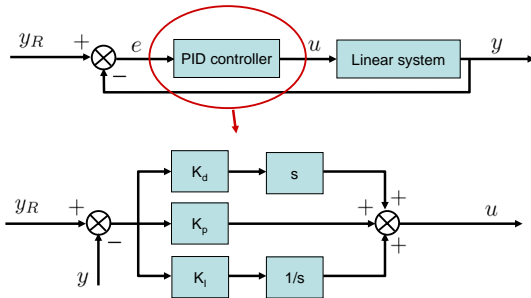 y_R + e PID controller u Linear system y
−
K_d s
+
y_R + K_p + u
− +
y K_I 1/s